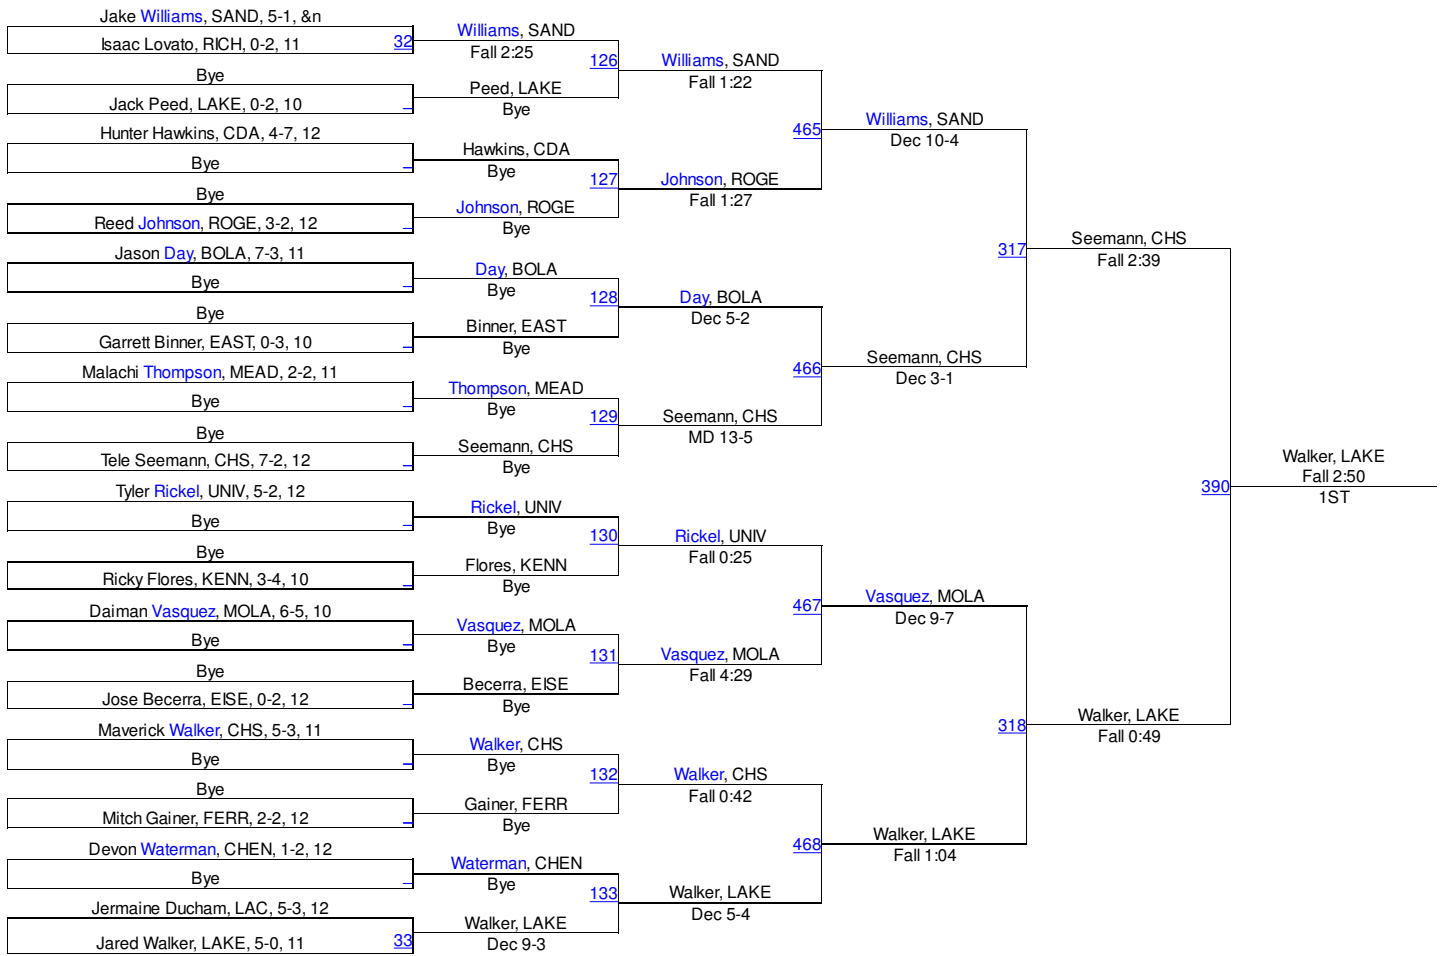 Jake Williams, SAND, 5-1, &n
Isaac Lovato, RICH, 0-2, 11
32
Bye
Jack Peed, LAKE, 0-2, 10
Hunter Hawkins, CDA, 4-7, 12
Bye
Bye
Reed Johnson, ROGE, 3-2, 12
Jason Day, BOLA, 7-3, 11
Bye
Bye
Garrett Binner, EAST, 0-3, 10
Malachi Thompson, MEAD, 2-2, 11
Bye
Bye
Tele Seemann, CHS, 7-2, 12
Tyler Rickel, UNIV, 5-2, 12
Bye
Bye
Ricky Flores, KENN, 3-4, 10
Daiman Vasquez, MOLA, 6-5, 10
Bye
Bye
Jose Becerra, EISE, 0-2, 12
Maverick Walker, CHS, 5-3, 11
Bye
Bye
Mitch Gainer, FERR, 2-2, 12
Devon Waterman, CHEN, 1-2, 12
Bye
Jermaine Ducham, LAC, 5-3, 12
Jared Walker, LAKE, 5-0, 11
33
Williams, SAND
Fall 2:25
126
Peed, LAKE
Bye
Hawkins, CDA
Bye
127
Johnson, ROGE
Bye
Day, BOLA
Bye
128
Binner, EAST
Bye
Thompson, MEAD
Bye
129
Seemann, CHS
Bye
Rickel, UNIV
Bye
130
Flores, KENN
Bye
Vasquez, MOLA
Bye
131
Becerra, EISE
Bye
Walker, CHS
Bye
132
Gainer, FERR
Bye
Waterman, CHEN
Bye
133
Walker, LAKE
Dec 9-3
Williams, SAND
Fall 1:22
465
Johnson, ROGE
Fall 1:27
Day, BOLA
Dec 5-2
466
Seemann, CHS
MD 13-5
Rickel, UNIV
Fall 0:25
467
Vasquez, MOLA
Fall 4:29
Walker, CHS
Fall 0:42
468
Walker, LAKE
Dec 5-4
Williams, SAND
Dec 10-4
317
Seemann, CHS
Dec 3-1
Vasquez, MOLA
Dec 9-7
318
Walker, LAKE
Fall 1:04
Seemann, CHS
Fall 2:39
390
Walker, LAKE
Fall 0:49
Walker, LAKE
Fall 2:50
1ST